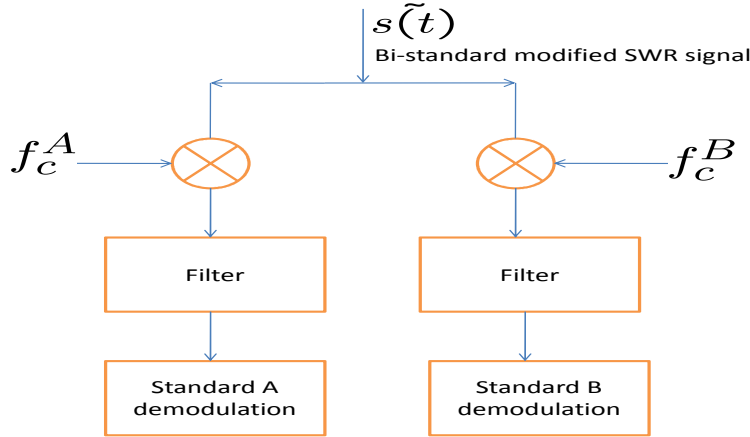 s(t)̃
Bi-standard modified SWR signal
f_c^A
f_c^B
Filter
Filter
Standard A
demodulation
Standard B
demodulation